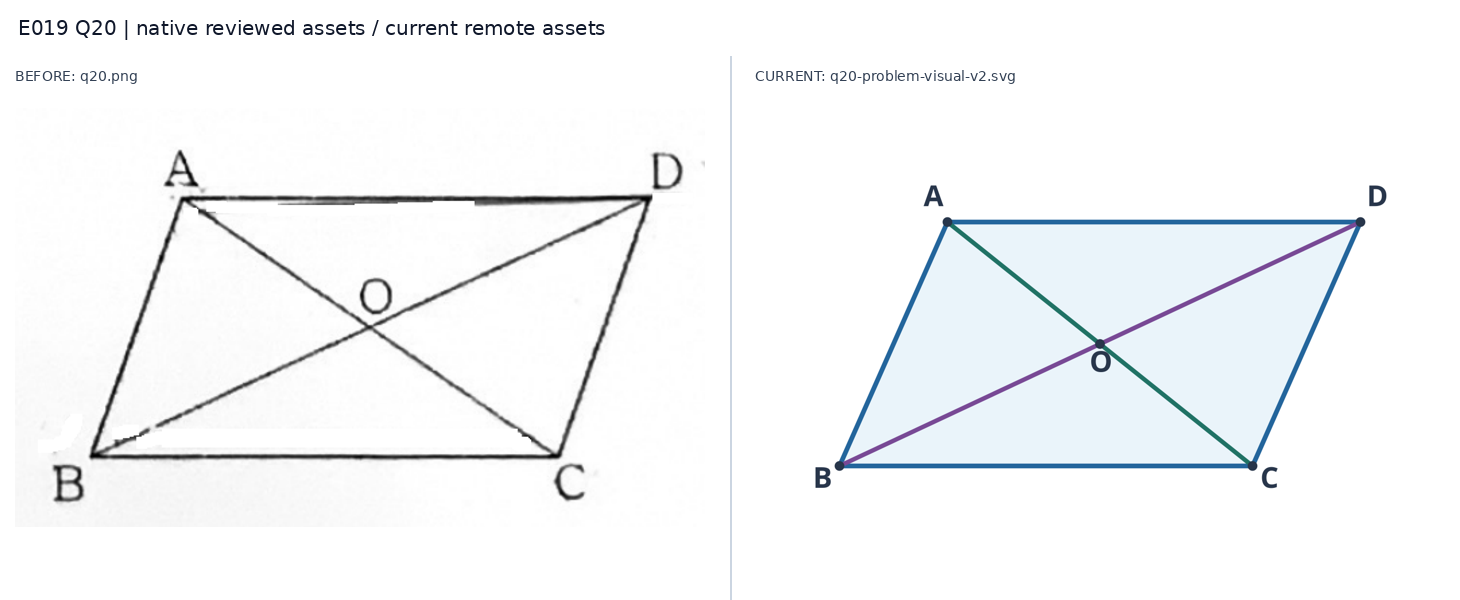 E019 Q20 | native reviewed assets / current remote assets
BEFORE: q20.png
CURRENT: q20-problem-visual-v2.svg
A
D
O
B
C
A
D
O
B
C